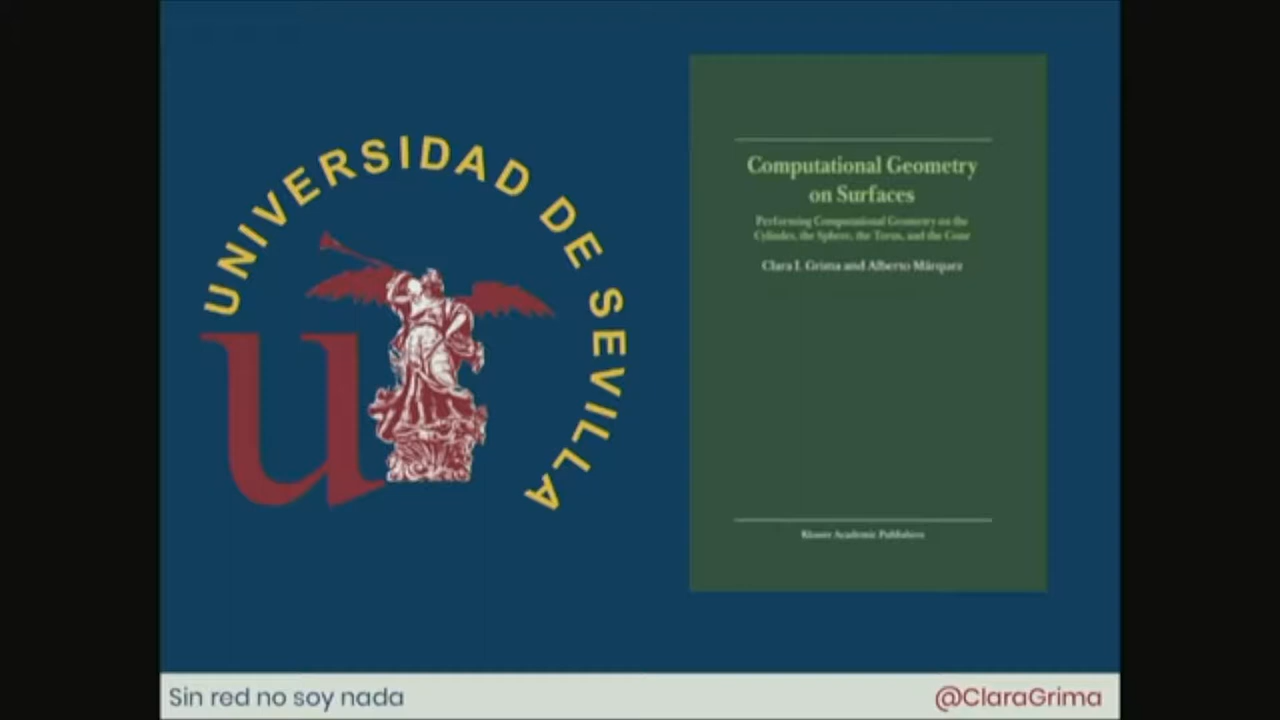 UNIVERSIDAD DE SEVILLA
u
Computational Geometry
on Surfaces
Performing Computational Geometry on the
Cylinder, the Sphere, the Torus, and the Cone
Clara I. Grima and Alberto Márquez
Kluwer Academic Publishers
Sin red no soy nada
@ClaraGrima